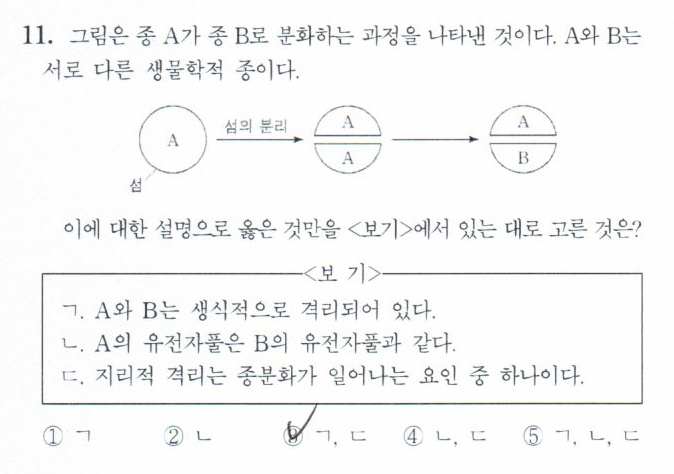 11. 그림은 종 A가 종 B로 분화하는 과정을 나타낸 것이다. A와 B는
서로 다른 생물학적 종이다.
A
섬
섬의 분리
A
A
A
B
이에 대한 설명으로 옳은 것만을 <보기>에서 있는 대로 고른 것은?
<보 기>
ㄱ. A와 B는 생식적으로 격리되어 있다.
ㄴ. A의 유전자풀은 B의 유전자풀과 같다.
ㄷ. 지리적 격리는 종분화가 일어나는 요인 중 하나이다.
① ㄱ ② ㄴ ③ ㄱ, ㄷ ④ ㄴ, ㄷ ⑤ ㄱ, ㄴ, ㄷ